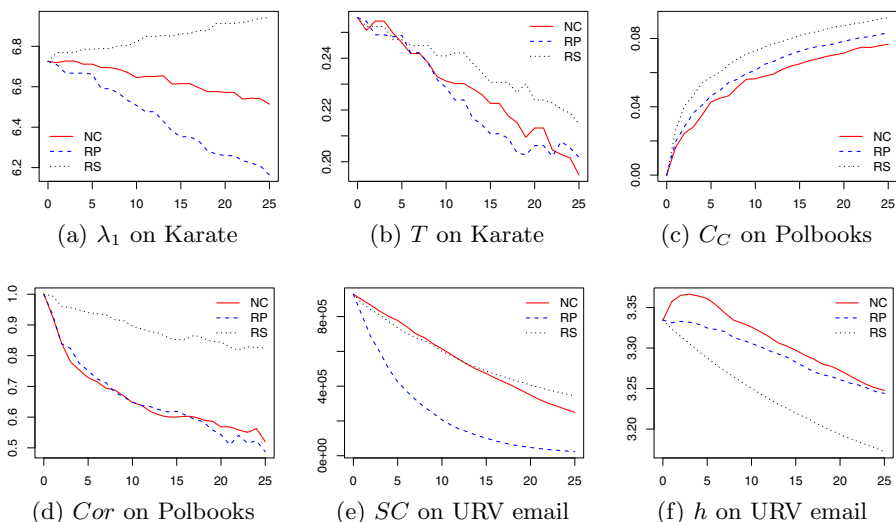 6.2 6.4 6.6 6.8
0 5 10 15 20 25
NC
RP
RS
(a) λ₁ on Karate
0.20 0.22 0.24 0.26
0 5 10 15 20 25
NC
RP
RS
(b) T on Karate
0.00 0.04 0.08
0 5 10 15 20 25
NC
RP
RS
(c) C_C on Polbooks
0.5 0.6 0.7 0.8 0.9 1.0
0 5 10 15 20 25
NC
RP
RS
(d) Cor on Polbooks
0e+00 4e+05 8e+05
0 5 10 15 20 25
NC
RP
RS
(e) SC on URV email
3.20 3.25 3.30 3.35
0 5 10 15 20 25
NC
RP
RS
(f) h on URV email